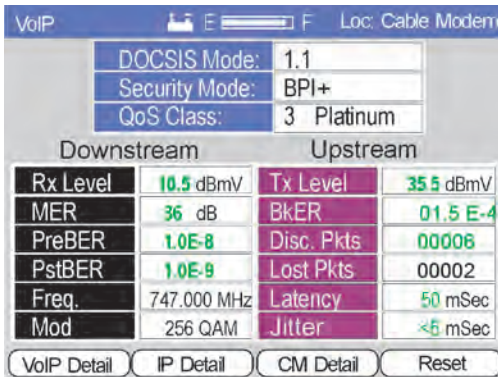 VoIP E F Loc: Cable Modem
DOCSIS Mode: 1.1
Security Mode: BPI+
QoS Class: 3 Platinum
Downstream Upstream
Rx Level 10.5 dBmV Tx Level 35.5 dBmV
MER 36 dB BkER 01.5 E-4
PreBER 1.0E-8 Disc. Pkts 00006
PstBER 1.0E-9 Lost Pkts 00002
Freq. 747.000 MHz Latency 50 mSec
Mod 256 QAM Jitter <5 mSec
VoIP Detail IP Detail CM Detail Reset